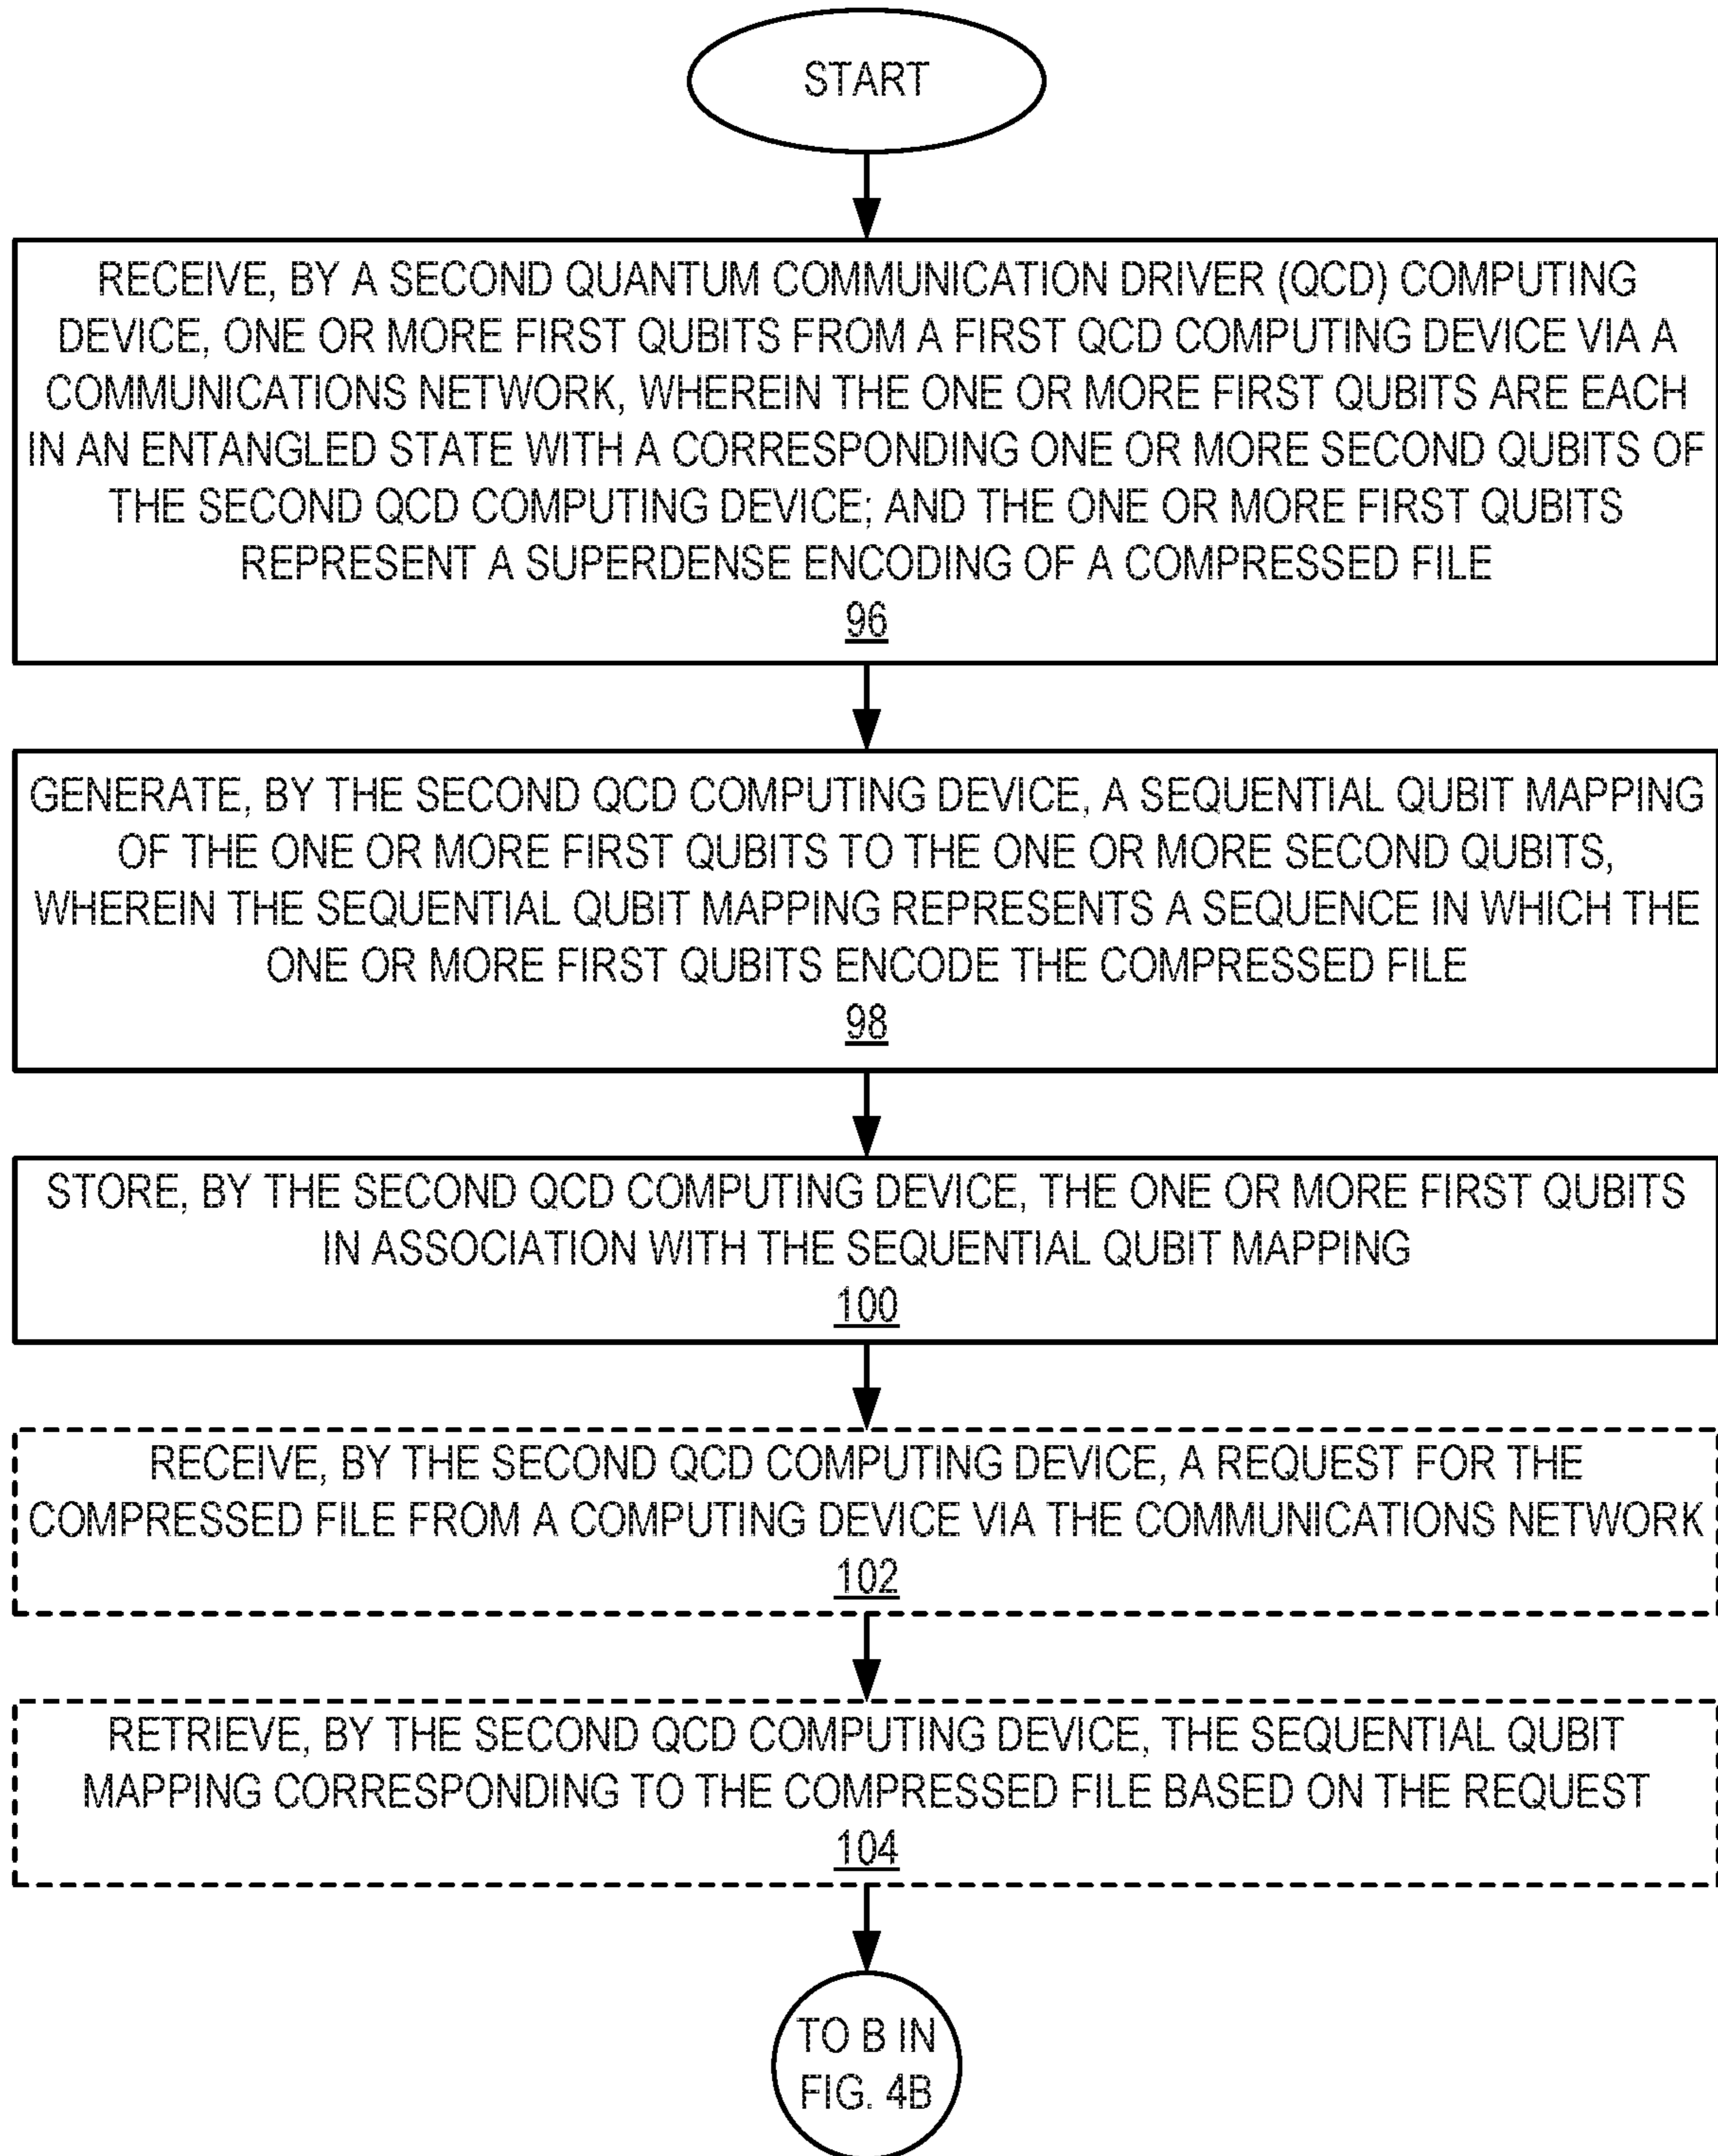 START
RECEIVE, BY A SECOND QUANTUM COMMUNICATION DRIVER (QCD) COMPUTING
DEVICE, ONE OR MORE FIRST QUBITS FROM A FIRST QCD COMPUTING DEVICE VIA A
COMMUNICATIONS NETWORK, WHEREIN THE ONE OR MORE FIRST QUBITS ARE EACH
IN AN ENTANGLED STATE WITH A CORRESPONDING ONE OR MORE SECOND QUBITS OF
THE SECOND QCD COMPUTING DEVICE; AND THE ONE OR MORE FIRST QUBITS
REPRESENT A SUPERDENSE ENCODING OF A COMPRESSED FILE
96
GENERATE, BY THE SECOND QCD COMPUTING DEVICE, A SEQUENTIAL QUBIT MAPPING
OF THE ONE OR MORE FIRST QUBITS TO THE ONE OR MORE SECOND QUBITS,
WHEREIN THE SEQUENTIAL QUBIT MAPPING REPRESENTS A SEQUENCE IN WHICH THE
ONE OR MORE FIRST QUBITS ENCODE THE COMPRESSED FILE
98
STORE, BY THE SECOND QCD COMPUTING DEVICE, THE ONE OR MORE FIRST QUBITS
IN ASSOCIATION WITH THE SEQUENTIAL QUBIT MAPPING
100
RECEIVE, BY THE SECOND QCD COMPUTING DEVICE, A REQUEST FOR THE
COMPRESSED FILE FROM A COMPUTING DEVICE VIA THE COMMUNICATIONS NETWORK
102
RETRIEVE, BY THE SECOND QCD COMPUTING DEVICE, THE SEQUENTIAL QUBIT
MAPPING CORRESPONDING TO THE COMPRESSED FILE BASED ON THE REQUEST
104
TO B IN
FIG. 4B